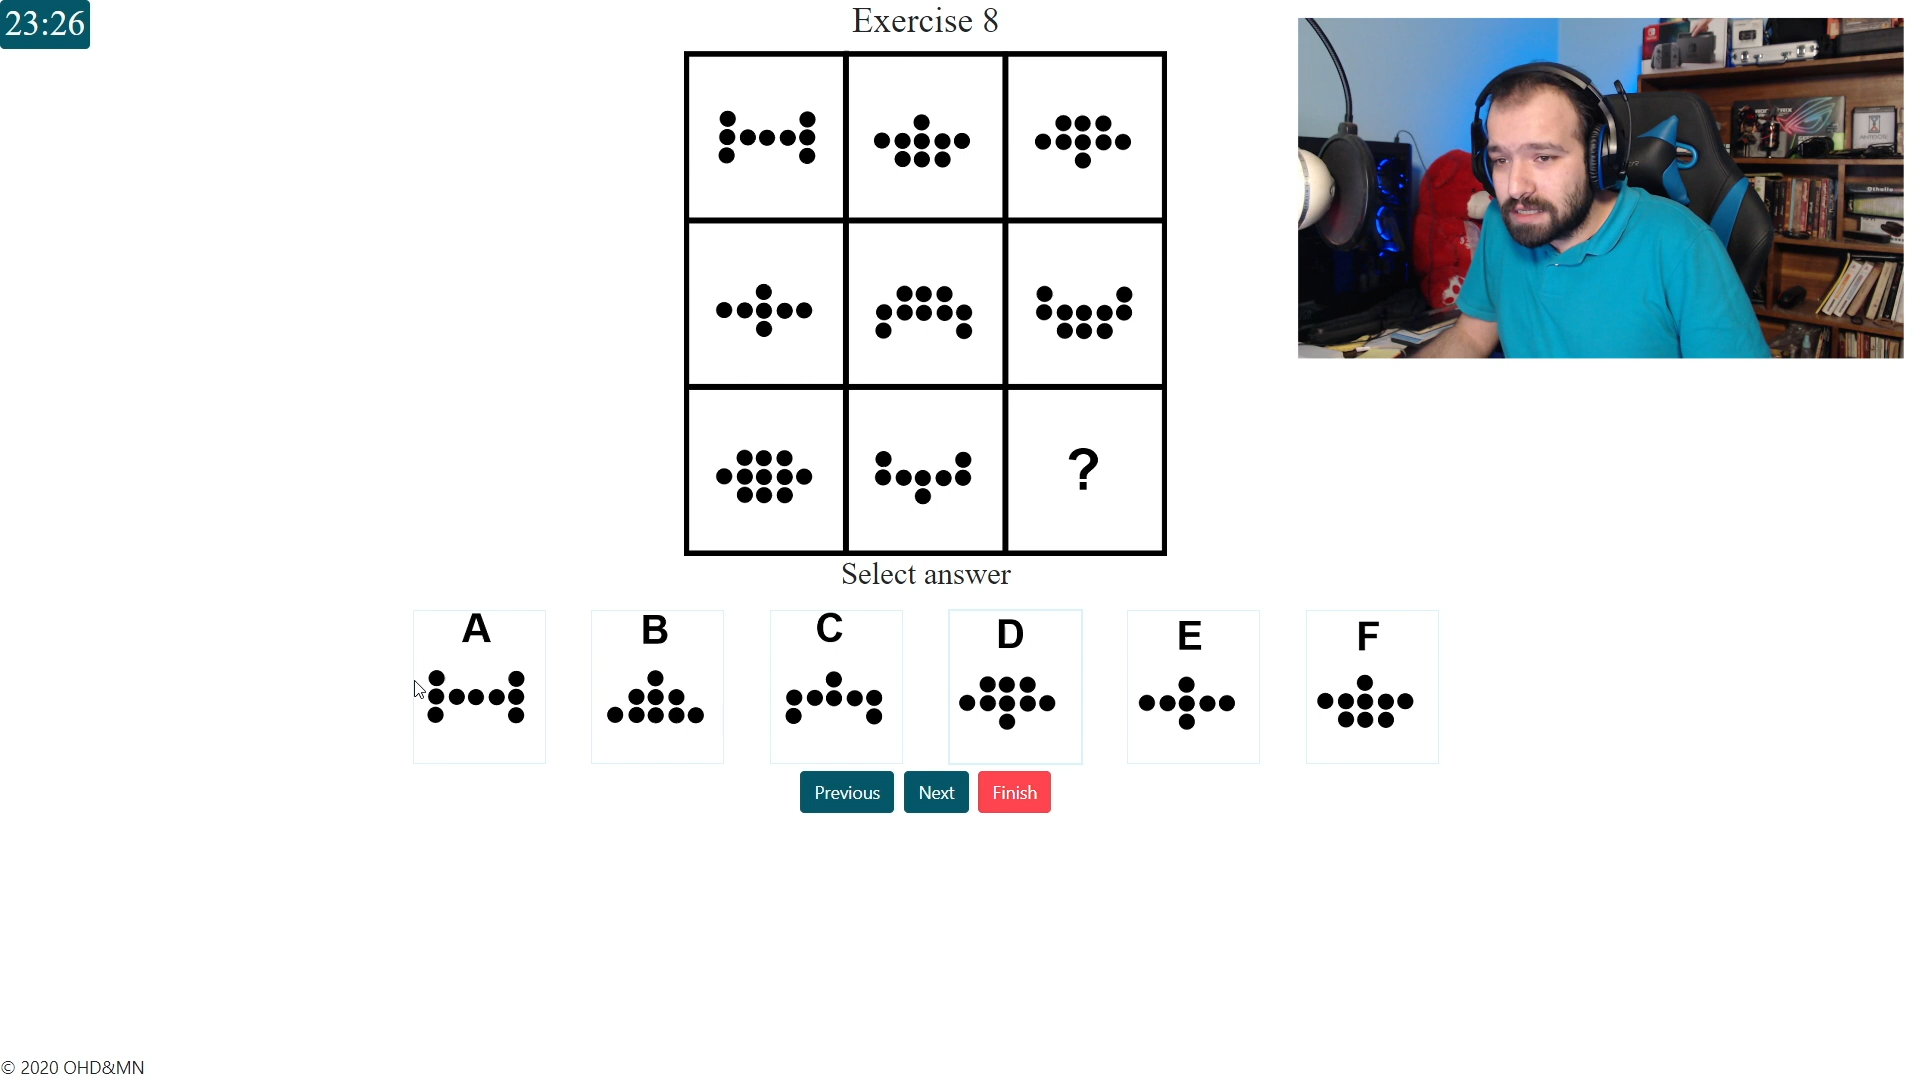 23:26
Exercise 8
?
Select answer
A B C D E F
Previous Next Finish
© 2020 OHD&MN